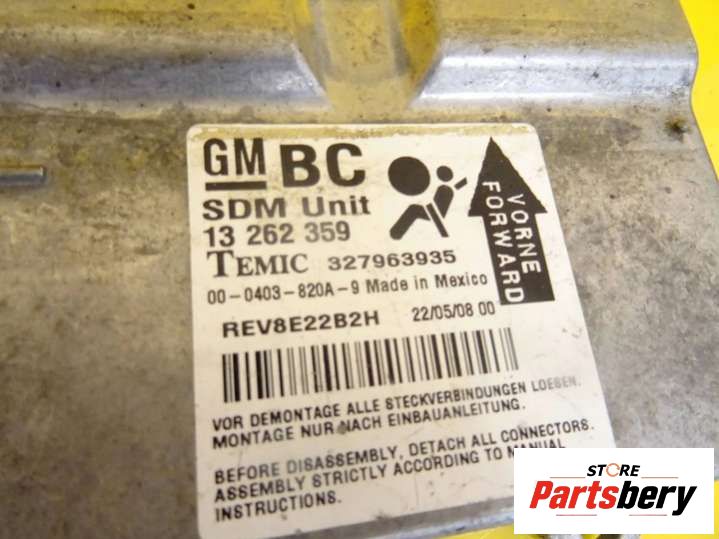 GM BC
SDM Unit
13 262 359
TEMIC 327963935
00-0403-820A-9 Made in Mexico
REV8E22B2H 22/05/08 00
VORNE
FORWARD
VOR DEMONTAGE ALLE STECKVERBINDUNGEN LOESEN.
MONTAGE NUR NACH EINBAUANLEITUNG.
BEFORE DISASSEMBLY, DETACH ALL CONNECTORS.
ASSEMBLY STRICTLY ACCORDING TO MANUAL
INSTRUCTIONS.
STORE
Partsbery